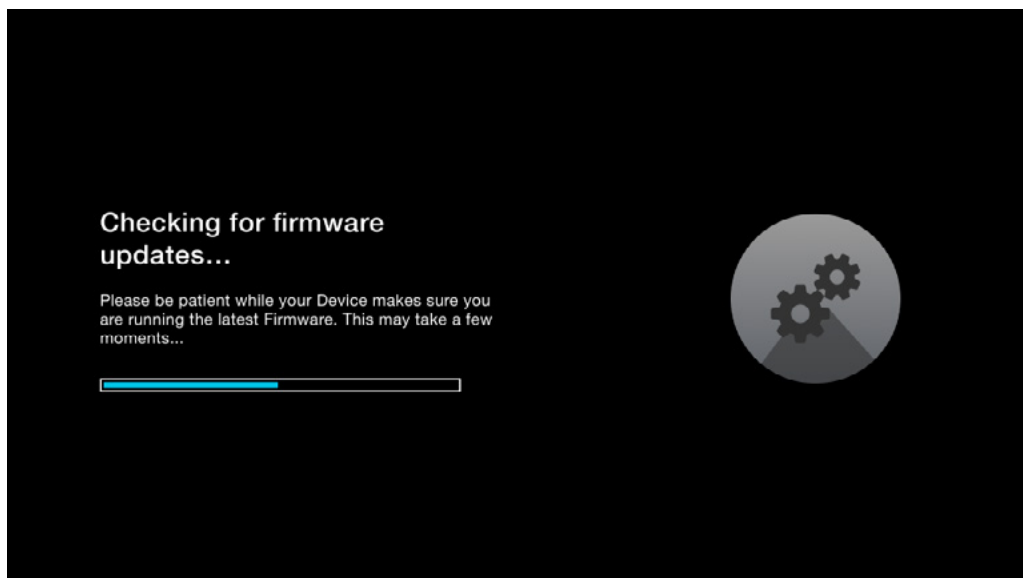 Checking for firmware
updates...
Please be patient while your Device makes sure you
are running the latest Firmware. This may take a few
moments...